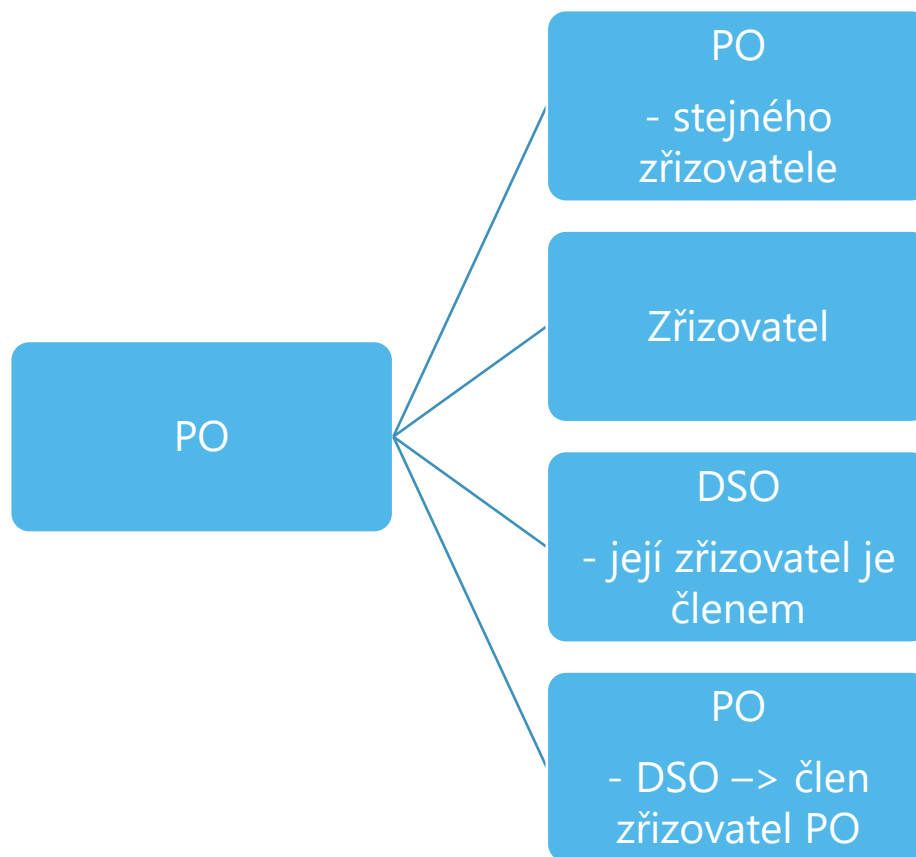 PO
PO
- stejného
zřizovatele
Zřizovatel
DSO
- její zřizovatel je
členem
PO
- DSO –> člen
zřizovatel PO